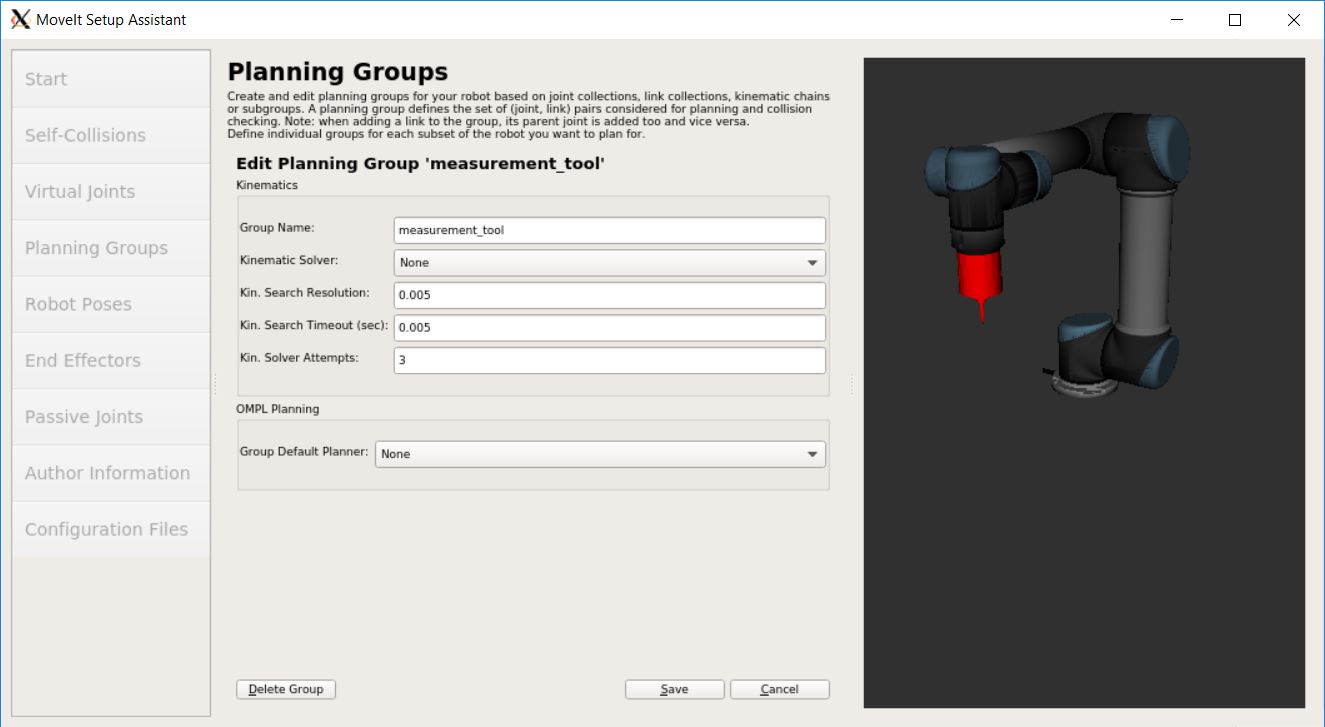 MoveIt Setup Assistant
Start
Self-Collisions
Virtual Joints
Planning Groups
Robot Poses
End Effectors
Passive Joints
Author Information
Configuration Files
Planning Groups
Create and edit planning groups for your robot based on joint collections, link collections, kinematic chains
or subgroups. A planning group defines the set of (joint, link) pairs considered for planning and collision
checking. Note: when adding a link to the group, its parent joint is added too and vice versa.
Define individual groups for each subset of the robot you want to plan for.
Edit Planning Group 'measurement_tool'
Kinematics
Group Name: measurement_tool
Kinematic Solver: None
Kin. Search Resolution: 0.005
Kin. Search Timeout (sec): 0.005
Kin. Solver Attempts: 3
OMPL Planning
Group Default Planner: None
Delete Group Save Cancel